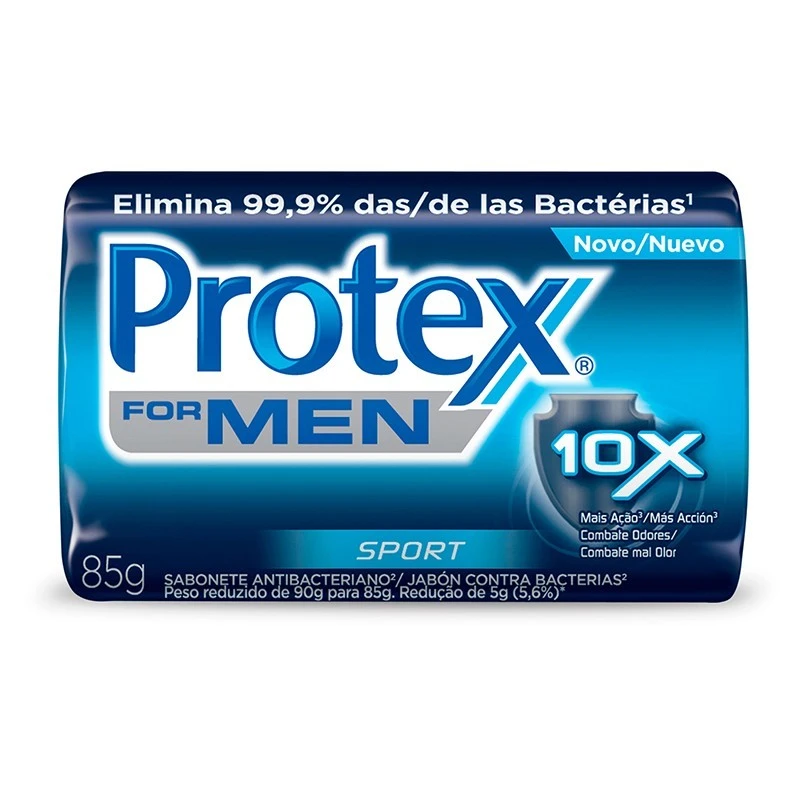 Elimina 99,9% das/de las Bactérias¹
Novo/Nuevo
Protex®
FOR MEN
10X
Mais Ação³/Más Acción³
Combate Odores/
Combate mal Olor
SPORT
85g
SABONETE ANTIBACTERIANO²/ JABÓN CONTRA BACTERIAS²
Peso reduzido de 90g para 85g. Redução de 5g (5,6%)*